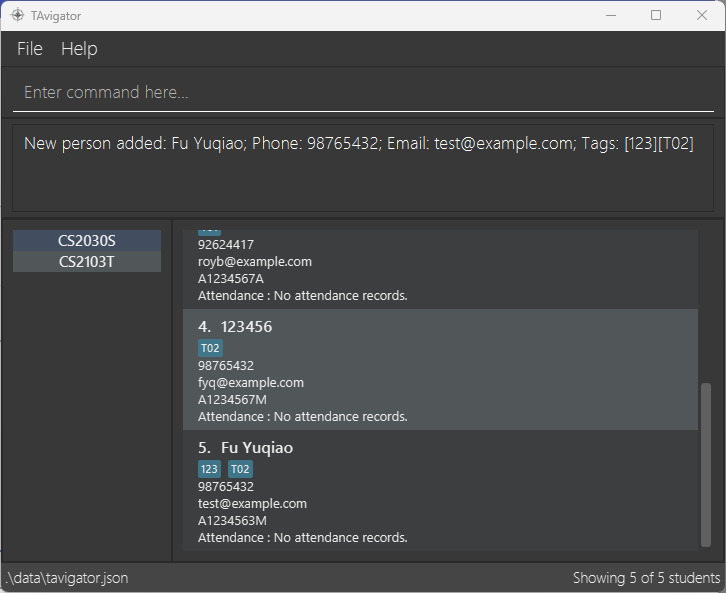 TAvigator
File Help
Enter command here...
New person added: Fu Yuqiao; Phone: 98765432; Email: test@example.com; Tags: [123][T02]
CS2030S
CS2103T
92624417
royb@example.com
A1234567A
Attendance : No attendance records.
4. 123456
T02
98765432
fyq@example.com
A1234567M
Attendance : No attendance records.
5. Fu Yuqiao
123 T02
98765432
test@example.com
A1234563M
Attendance : No attendance records.
.\data\tavigator.json
Showing 5 of 5 students